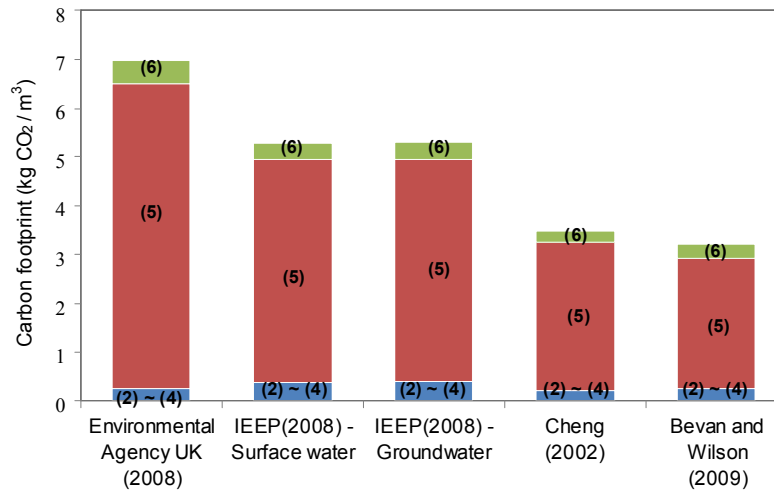 8
7
6
5
4
3
2
1
0
Carbon footprint (kg CO₂ / m³)
(6)
(5)
(2) ~ (4)
(6)
(5)
(2) ~ (4)
(6)
(5)
(2) ~ (4)
(6)
(5)
(2) ~ (4)
(6)
(5)
(2) ~ (4)
Environmental
Agency UK
(2008)
IEEP(2008) -
Surface water
IEEP(2008) -
Groundwater
Cheng
(2002)
Bevan and
Wilson
(2009)